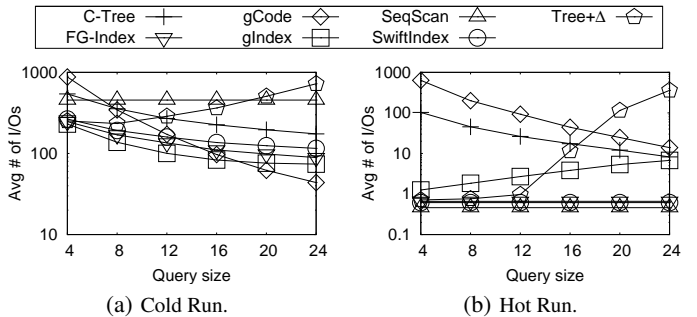 C-Tree gCode SeqScan Tree+Δ
FG-Index gIndex SwiftIndex
1000
100
10
4 8 12 16 20 24
Avg # of I/Os
Query size
(a) Cold Run.
1000
100
10
1
0.1
4 8 12 16 20 24
Avg # of I/Os
Query size
(b) Hot Run.